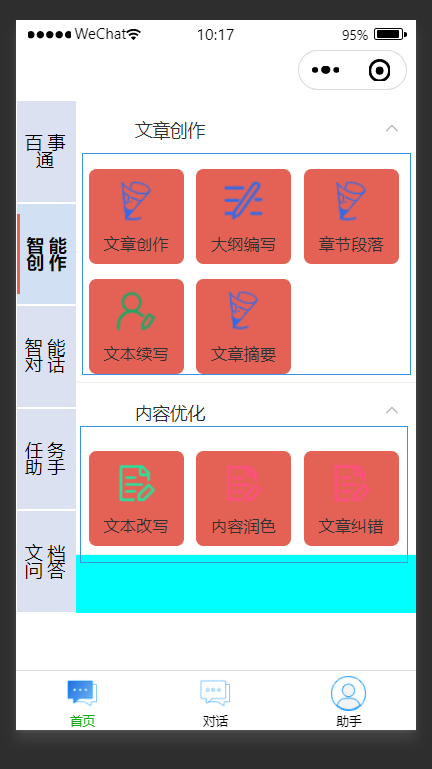 WeChat 10:17 95%
百事
通
智能
创作
智能
对话
任务
助手
文档
问答
文章创作
文章创作 大纲编写 章节段落
文本续写 文章摘要
内容优化
文本改写 内容润色 文章纠错
首页 对话 助手